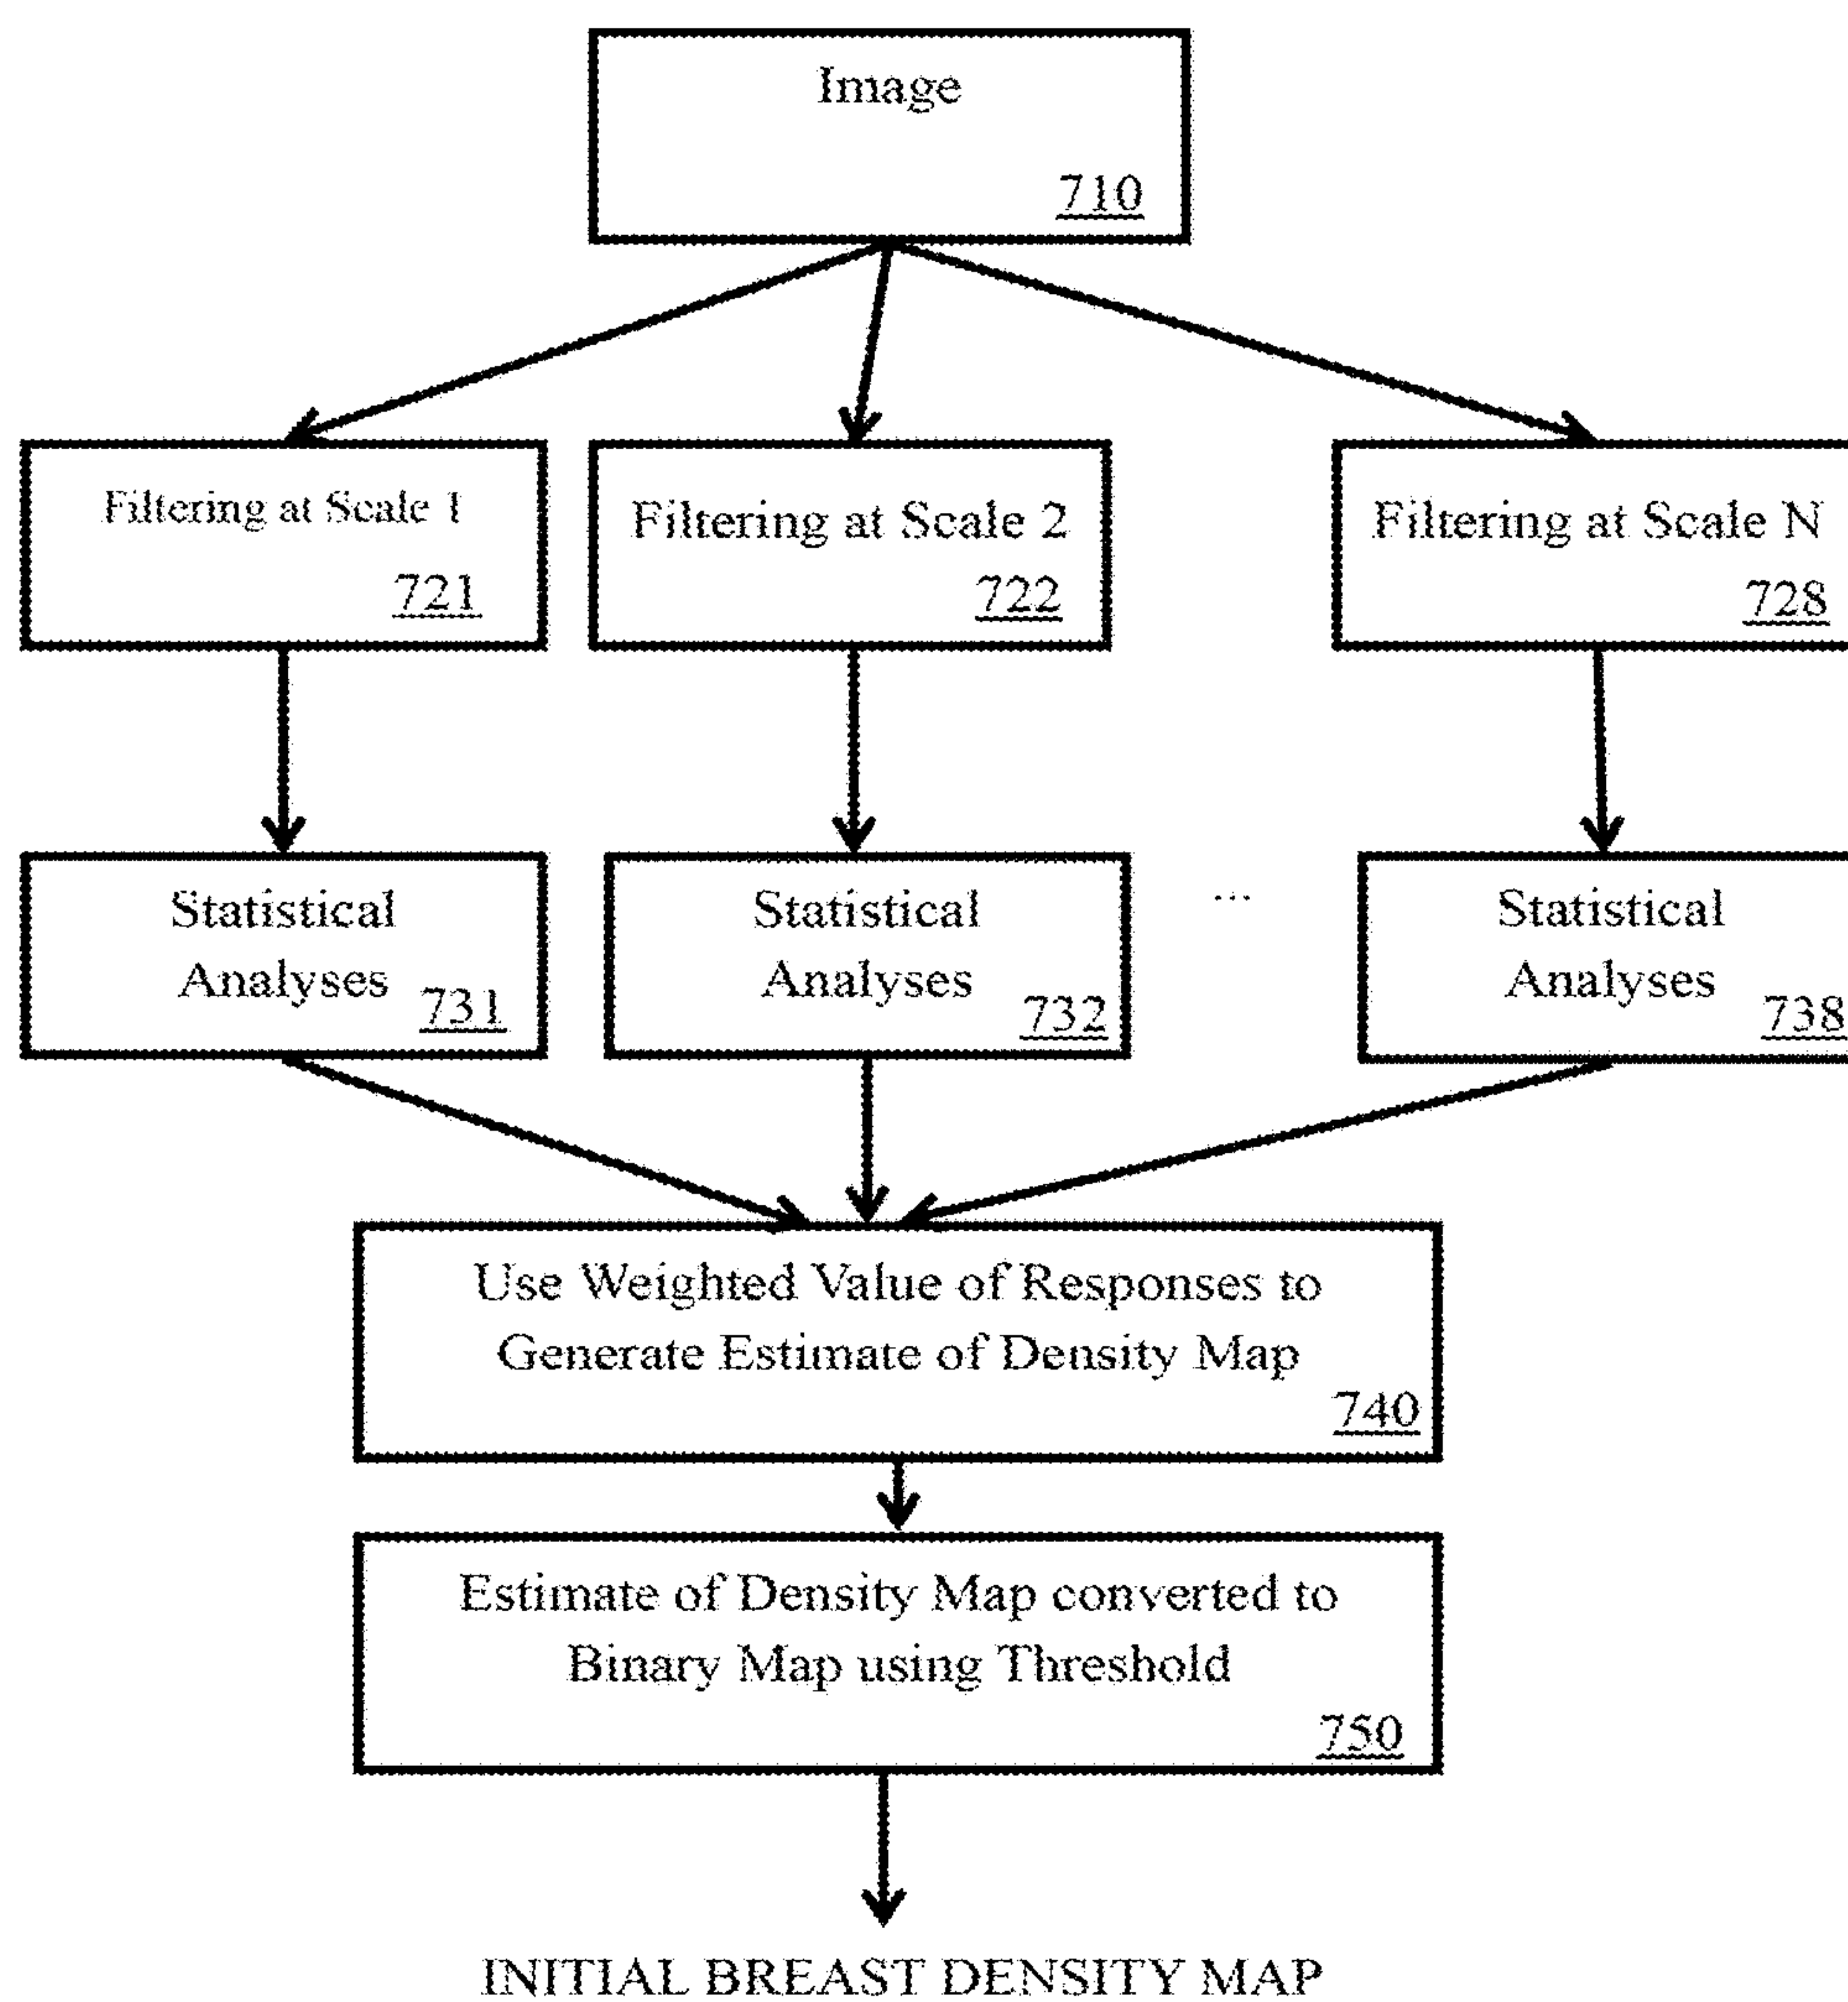 Image
710
Filtering at Scale 1
721
Filtering at Scale 2
722
Filtering at Scale N
728
Statistical
Analyses
731
Statistical
Analyses
732
...
Statistical
Analyses
738
Use Weighted Value of Responses to
Generate Estimate of Density Map
740
Estimate of Density Map converted to
Binary Map using Threshold
750
INITIAL BREAST DENSITY MAP